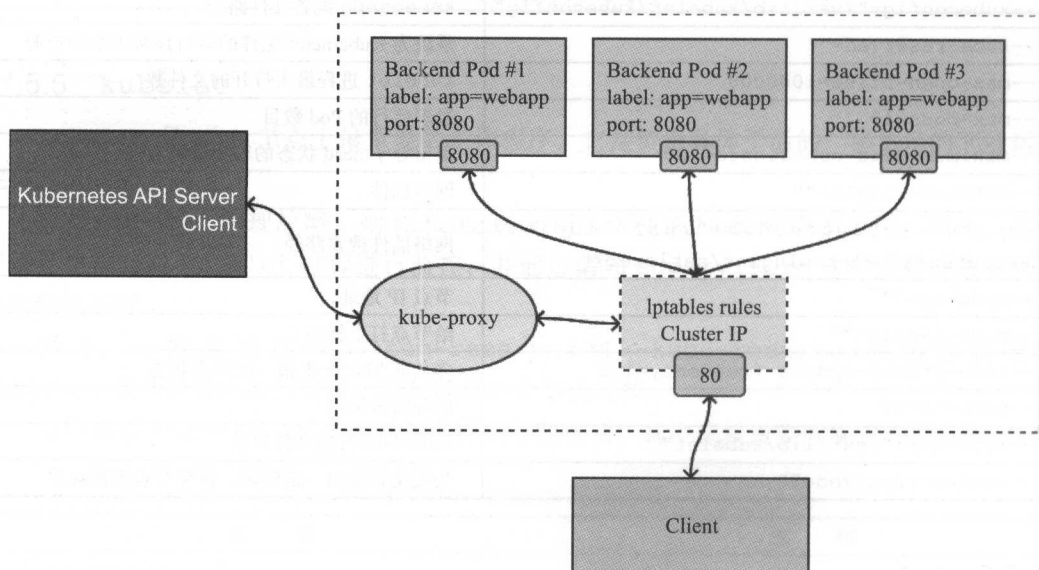 Backend Pod #1
label: app=webapp
port: 8080
8080
Backend Pod #2
label: app=webapp
port: 8080
8080
Backend Pod #3
label: app=webapp
port: 8080
8080
Kubernetes API Server
Client
kube-proxy
Iptables rules
Cluster IP
80
Client